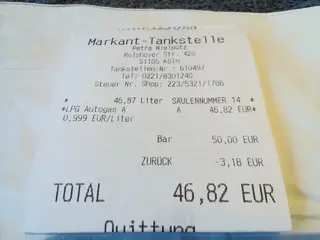 Markant-Tankstelle
Petra Nielpütz
Rolshover Str. 420
51105 Köln
Tankstellen-Nr : 610497
Tel: 0221/8301240
Steuer Nr. Shop: 223/5321/1786
* 46,87 Liter SÄULENNUMMER 14 *
*LPG Autogas A A 46,82 EUR
0,999 EUR/Liter
Bar 50,00 EUR
ZURÜCK -3,18 EUR
TOTAL 46,82 EUR
Quittung